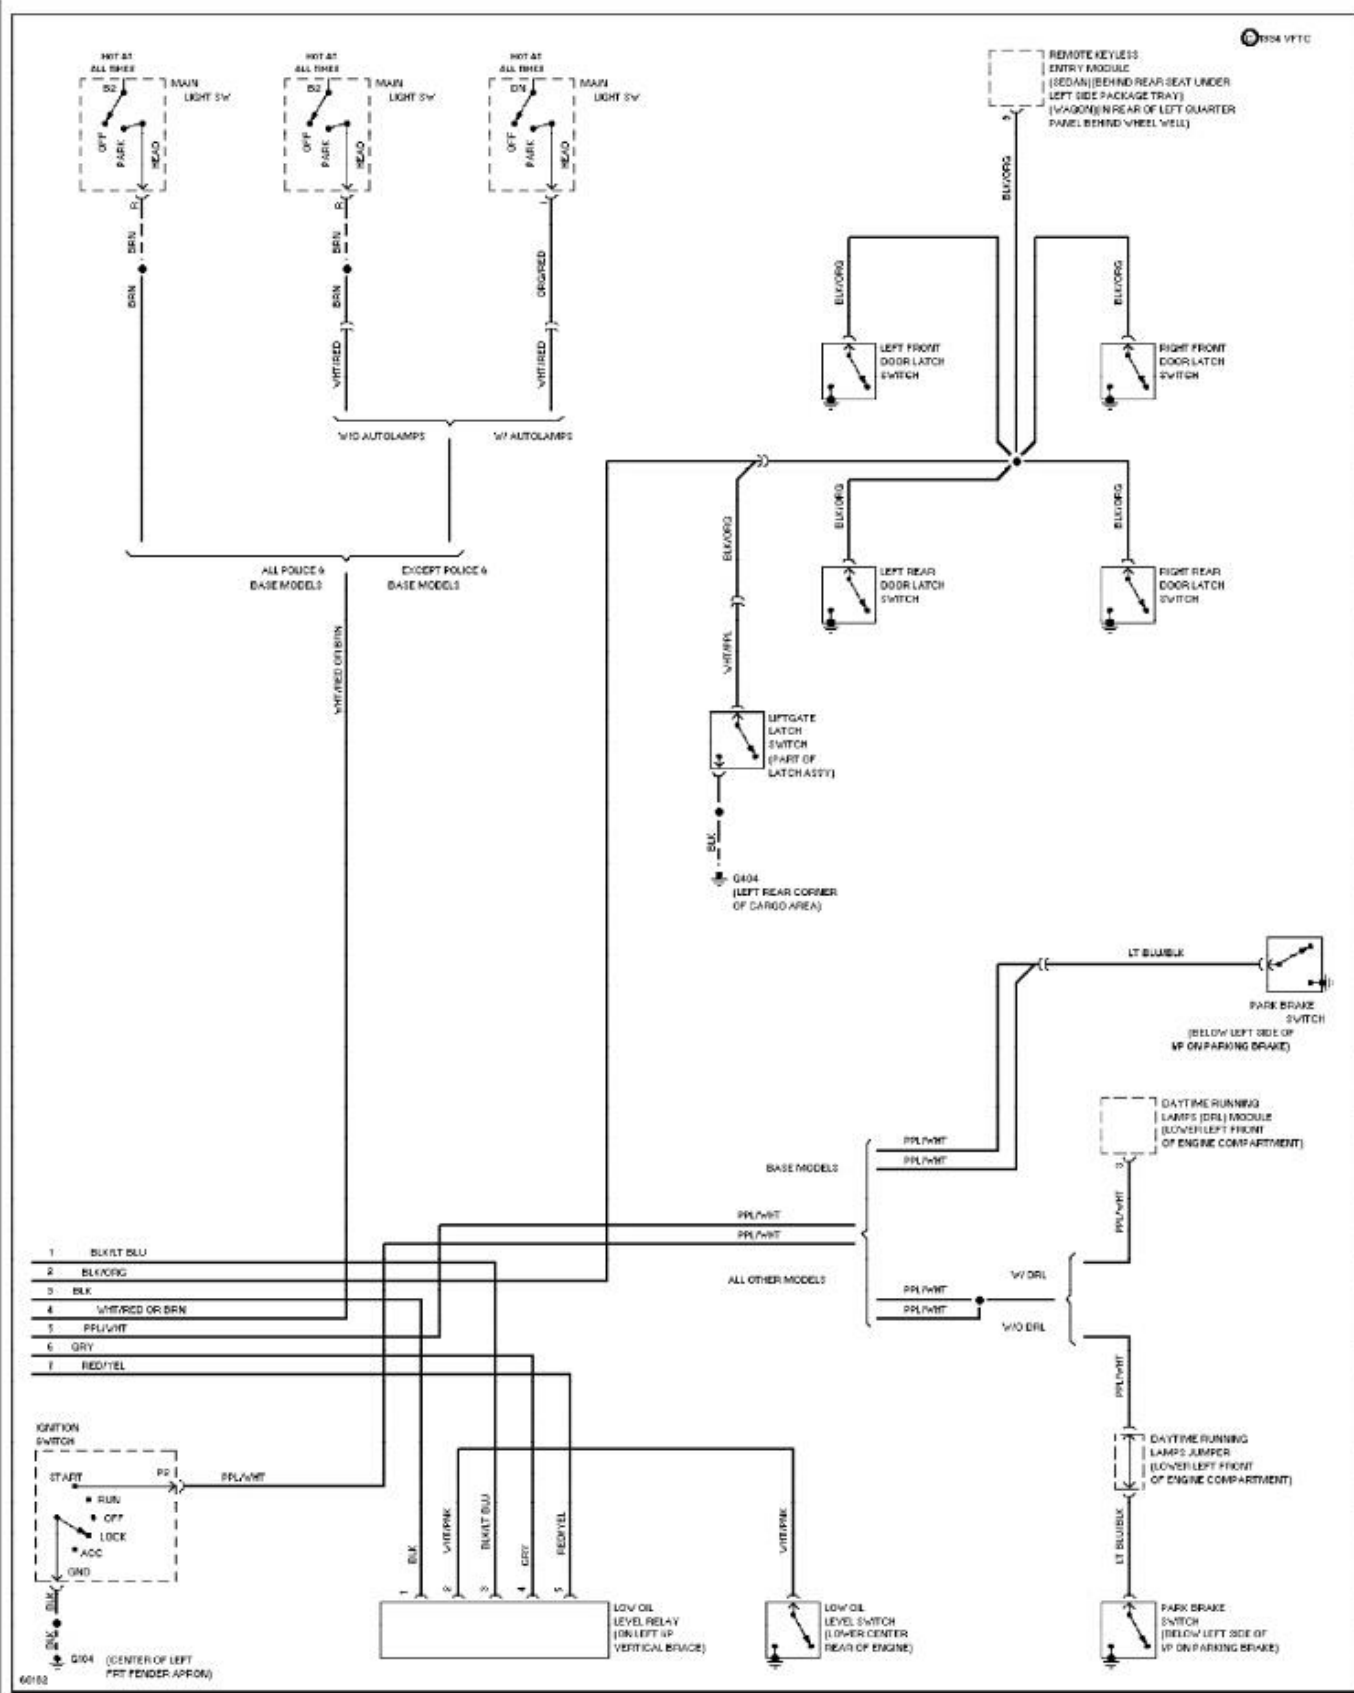 1994 VFTC
HOT AT
ALL TIMES
B2
MAIN
LIGHT SW
OFF
PARK
HEAD
R
BRN
BRN
HOT AT
ALL TIMES
B2
MAIN
LIGHT SW
OFF
PARK
HEAD
R
BRN
BRN
WHT/RED
HOT AT
ALL TIMES
DN
MAIN
LIGHT SW
OFF
PARK
HEAD
I
ORG/RED
WHT/RED
W/O AUTOLAMPS
W/ AUTOLAMPS
ALL POLICE &
BASE MODELS
EXCEPT POLICE &
BASE MODELS
WHT/RED OR BRN
REMOTE KEYLESS
ENTRY MODULE
(SEDAN)(BEHIND REAR SEAT UNDER
LEFT SIDE PACKAGE TRAY)
(WAGON)(IN REAR OF LEFT QUARTER
PANEL BEHIND WHEEL WELL)
BLK/ORG
BLK/ORG
LEFT FRONT
DOOR LATCH
SWITCH
BLK/ORG
RIGHT FRONT
DOOR LATCH
SWITCH
BLK/ORG
LEFT REAR
DOOR LATCH
SWITCH
BLK/ORG
RIGHT REAR
DOOR LATCH
SWITCH
BLK/ORG
WHT/PPL
LIFTGATE
LATCH
SWITCH
(PART OF
LATCH ASS'Y)
BLK
G404
(LEFT REAR CORNER
OF CARGO AREA)
LT BLU/BLK
PARK BRAKE
SWITCH
(BELOW LEFT SIDE OF
I/P ON PARKING BRAKE)
DAYTIME RUNNING
LAMPS (DRL) MODULE
(LOWER LEFT FRONT
OF ENGINE COMPARTMENT)
3
PPL/WHT
BASE MODELS
PPL/WHT
PPL/WHT
PPL/WHT
PPL/WHT
ALL OTHER MODELS
PPL/WHT
PPL/WHT
W/ DRL
W/O DRL
PPL/WHT
DAYTIME RUNNING
LAMPS JUMPER
(LOWER LEFT FRONT
OF ENGINE COMPARTMENT)
LT BLU/BLK
PARK BRAKE
SWITCH
(BELOW LEFT SIDE OF
I/P ON PARKING BRAKE)
1 BLK/LT BLU
2 BLK/ORG
3 BLK
4 WHT/RED OR BRN
5 PPL/WHT
6 GRY
7 RED/YEL
IGNITION
SWITCH
START
P2
PPL/WHT
RUN
OFF
LOCK
ACC
GND
BLK
BLK
G104 (CENTER OF LEFT
FRT FENDER APRON)
BLK
WHT/PNK
BLK/LT BLU
GRY
RED/YEL
1 2 3 4 5
LOW OIL
LEVEL RELAY
(ON LEFT I/P
VERTICAL BRACE)
WHT/PNK
LOW OIL
LEVEL SWITCH
(LOWER CENTER
REAR OF ENGINE)
66182